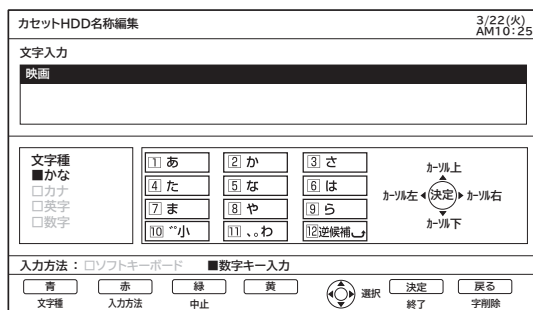 カセットHDD名称編集
3/22(火)
AM10:25
文字入力
映画
文字種
■かな
□カナ
□英字
□数字
1 あ 2 か 3 さ
4 た 5 な 6 は
7 ま 8 や 9 ら
10 ゛゜小 11 、。わ 12 逆候補
カーソル上
カーソル左 決定 カーソル右
カーソル下
入力方法：□ソフトキーボード ■数字キー入力
青 赤 緑 黄 選択 決定 戻る
文字種 入力方法 中止 終了 字削除